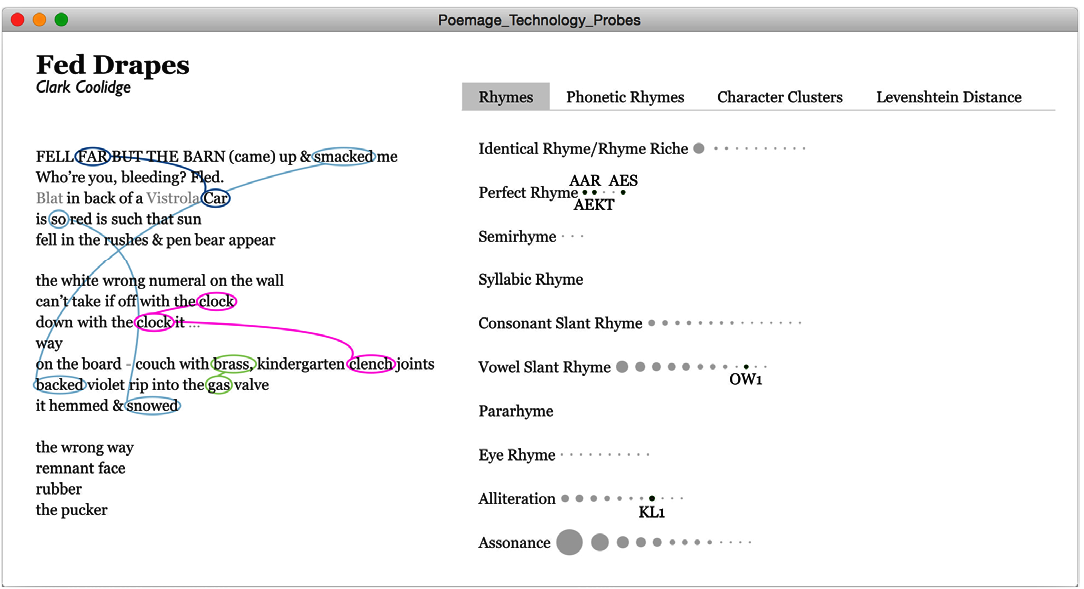 Poemage_Technology_Probes
Fed Drapes
Clark Coolidge
FELL FAR BUT THE BARN (came) up & smacked me
Who're you, bleeding? Fled.
Blat in back of a Vistrola Car
is so red is such that sun
fell in the rushes & pen bear appear
the white wrong numeral on the wall
can't take if off with the clock
down with the clock it ...
way
on the board - couch with brass, kindergarten clench joints
backed violet rip into the gas valve
it hemmed & snowed
the wrong way
remnant face
rubber
the pucker
Rhymes Phonetic Rhymes Character Clusters Levenshtein Distance
Identical Rhyme/Rhyme Riche
AAR AES
Perfect Rhyme
AEKT
Semirhyme
Syllabic Rhyme
Consonant Slant Rhyme
Vowel Slant Rhyme
OW1
Pararhyme
Eye Rhyme
Alliteration
KL1
Assonance